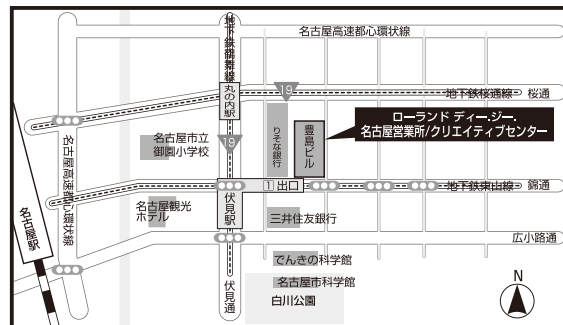 地下鉄鶴舞線
名古屋高速都心環状線
丸の内駅
19
地下鉄桜通線
桜通
ローランド ディー.ジー.
名古屋営業所/クリエイティブセンター
りそな銀行
豊島ビル
名古屋市立
御園小学校
19
名古屋高速都心環状線
1 出口
地下鉄東山線
錦通
名古屋観光
ホテル
伏見駅
三井住友銀行
名古屋駅
広小路通
でんきの科学館
名古屋市科学館
白川公園
伏見通
N